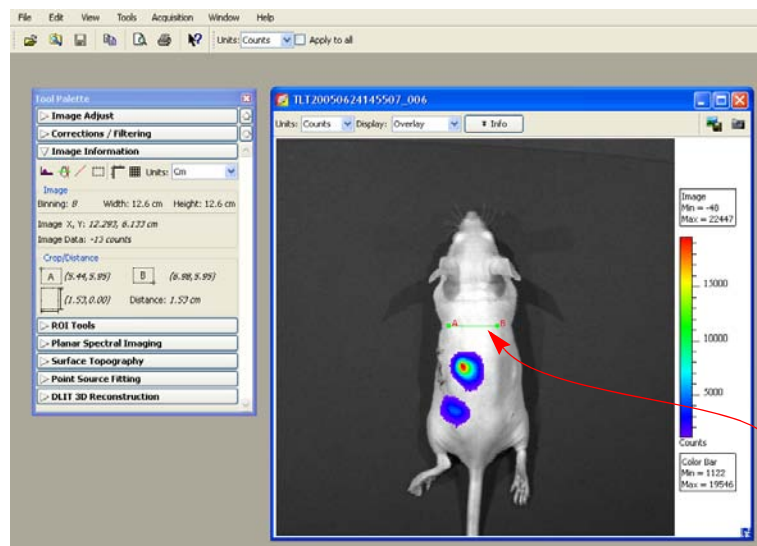 File Edit View Tools Acquisition Window Help
Units: Counts Apply to all
Tool Palette
Image Adjust
Corrections / Filtering
Image Information
Units: Cm
Image
Binning: 8 Width: 12.6 cm Height: 12.6 cm
Image X, Y: 12.293, 6.133 cm
Image Data: -13 counts
Crop/Distance
A (5.44, 5.95) B (6.98, 5.95)
(1.53, 0.00) Distance: 1.53 cm
ROI Tools
Planar Spectral Imaging
Surface Topography
Point Source Fitting
DLIT 3D Reconstruction
TLT20050624145507_006
Units: Counts Display: Overlay Info
Image
Min = -40
Max = 22447
15000
10000
5000
Counts
Color Bar
Min = 1122
Max = 19546
A B